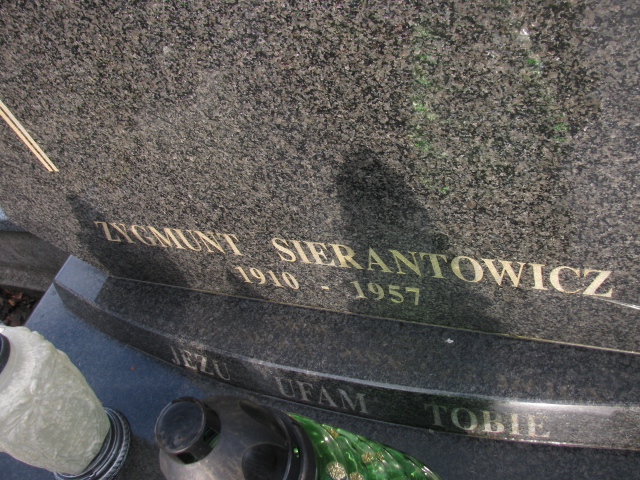 ZYGMUNT SIERANTOWICZ
1910 - 1957
JEZU UFAM TOBIE